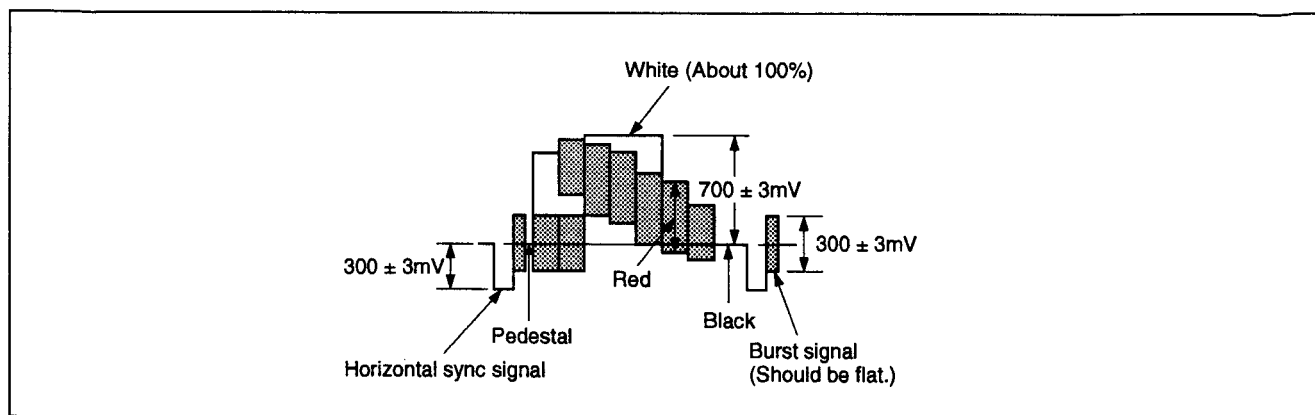 White (About 100%)
700 ± 3mV
300 ± 3mV
300 ± 3mV
Red
Pedestal
Black
Horizontal sync signal
Burst signal
(Should be flat.)